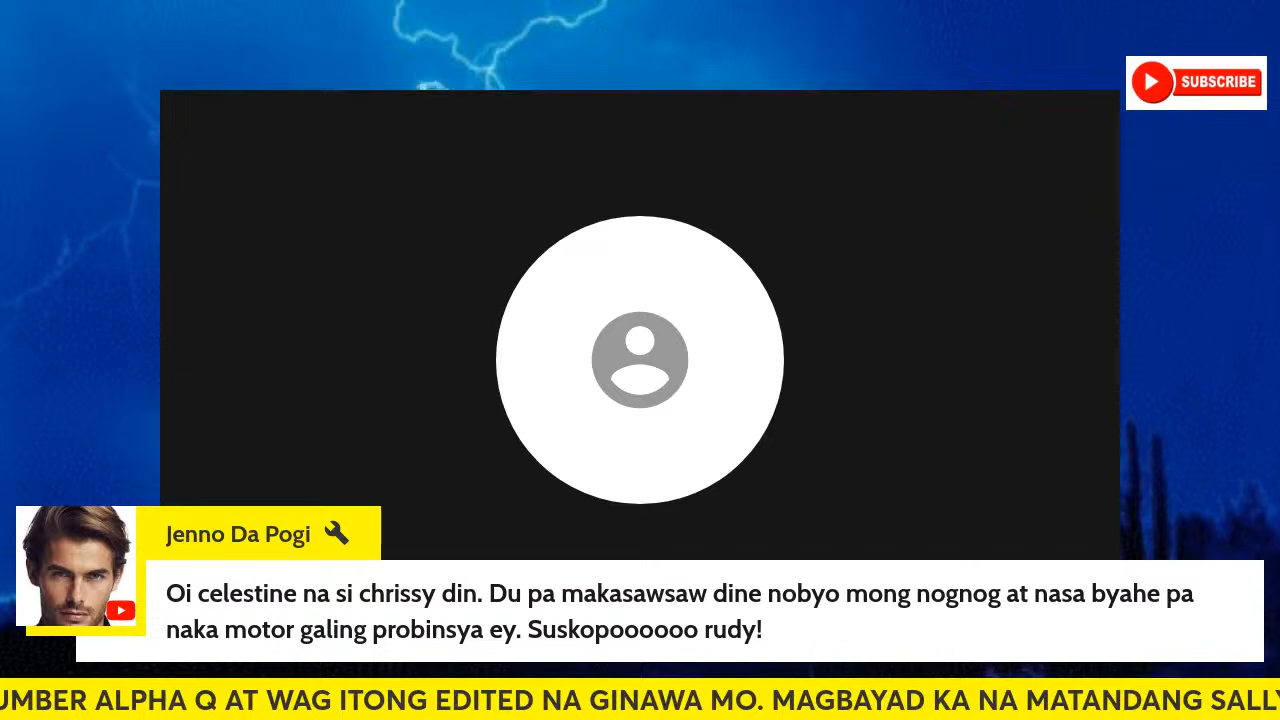 SUBSCRIBE
Jenno Da Pogi
Oi celestine na si chrissy din. Du pa makasawsaw dine nobyo mong nognog at nasa byahe pa
naka motor galing probinsya ey. Suskopoooooo rudy!
UMBER ALPHA Q AT WAG ITONG EDITED NA GINAWA MO. MAGBAYAD KA NA MATANDANG SALLY